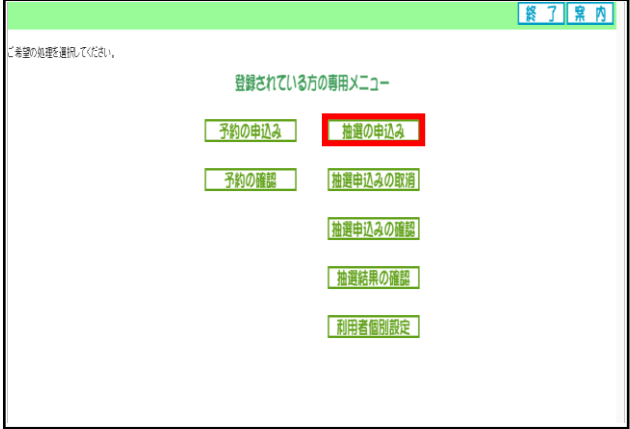 終了 案内
ご希望の処理を選択してください。
登録されている方の専用メニュー
予約の申込み 抽選の申込み
予約の確認 抽選申込みの取消
抽選申込みの確認
抽選結果の確認
利用者個別設定